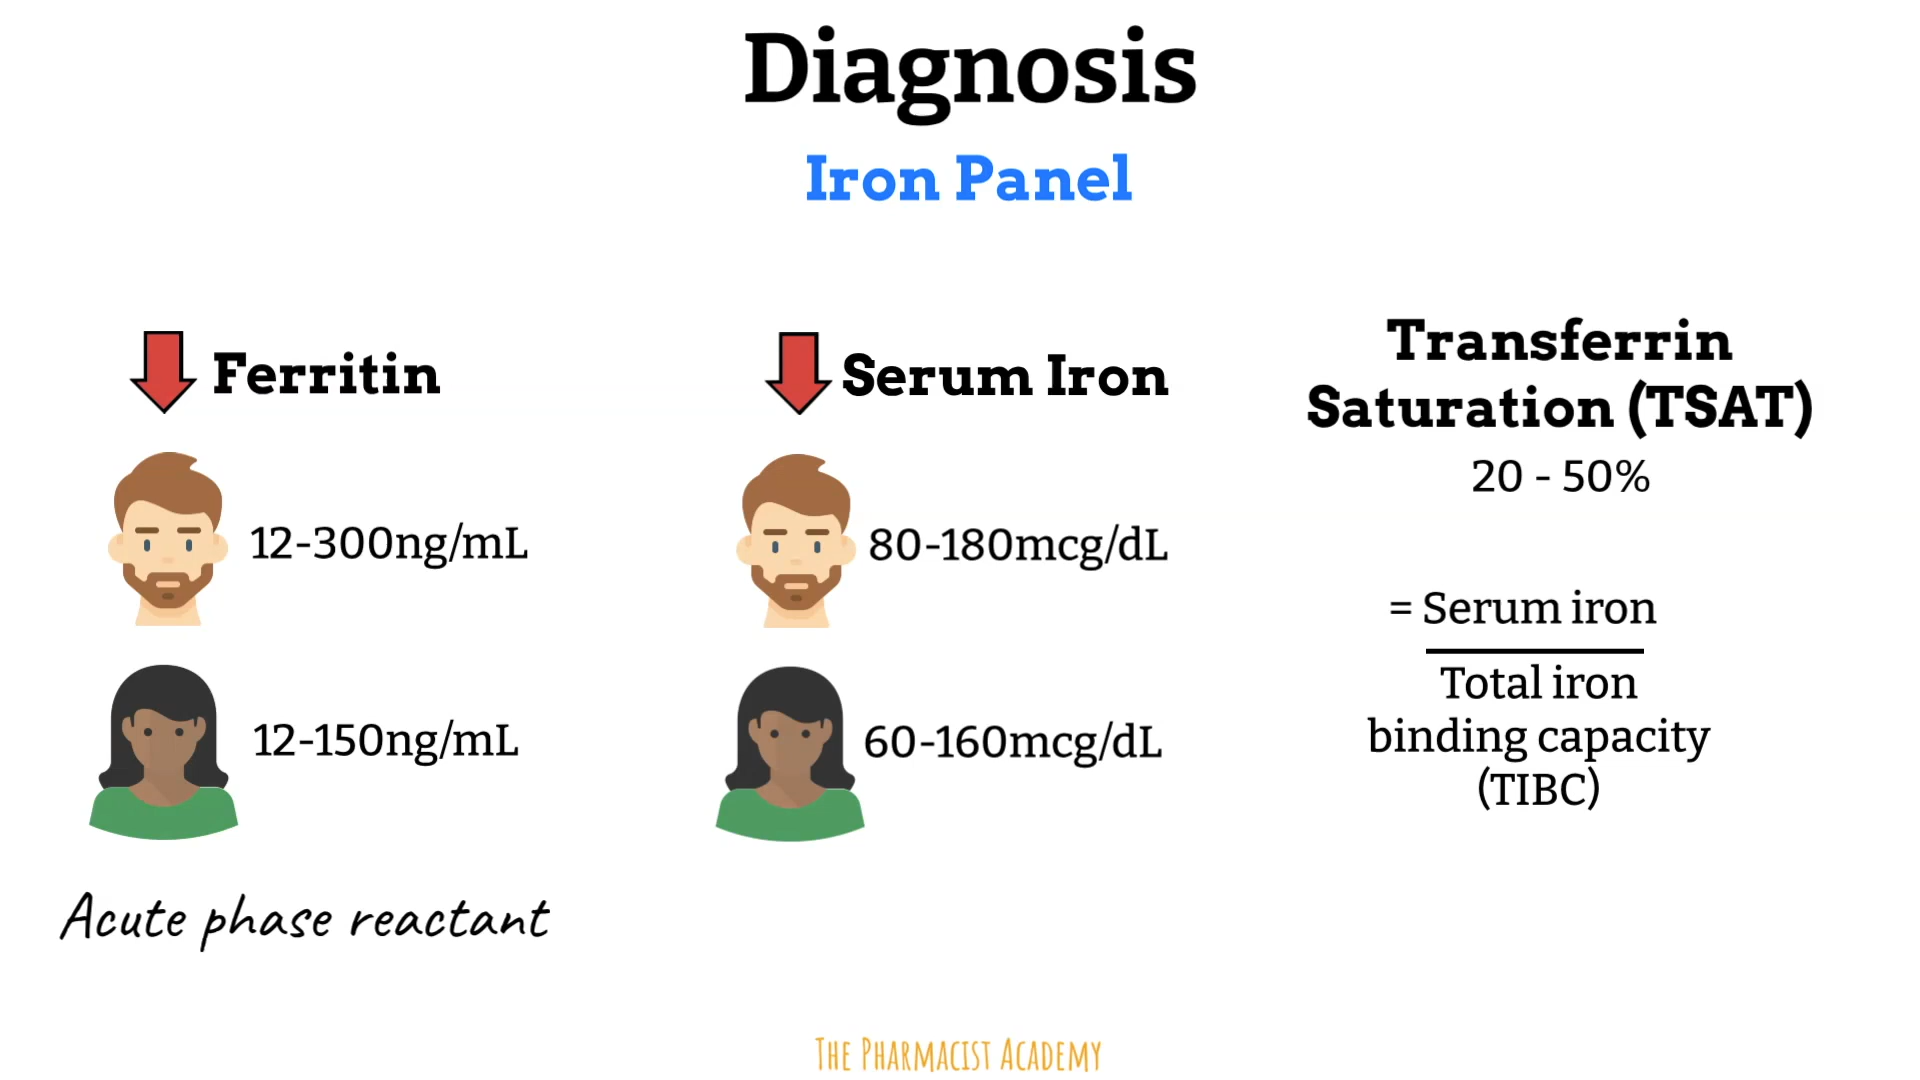 Diagnosis
Iron Panel
Ferritin
12-300ng/mL
12-150ng/mL
Acute phase reactant
Serum Iron
80-180mcg/dL
60-160mcg/dL
Transferrin
Saturation (TSAT)
20 - 50%
= Serum iron
Total iron
binding capacity
(TIBC)
THE PHARMACIST ACADEMY